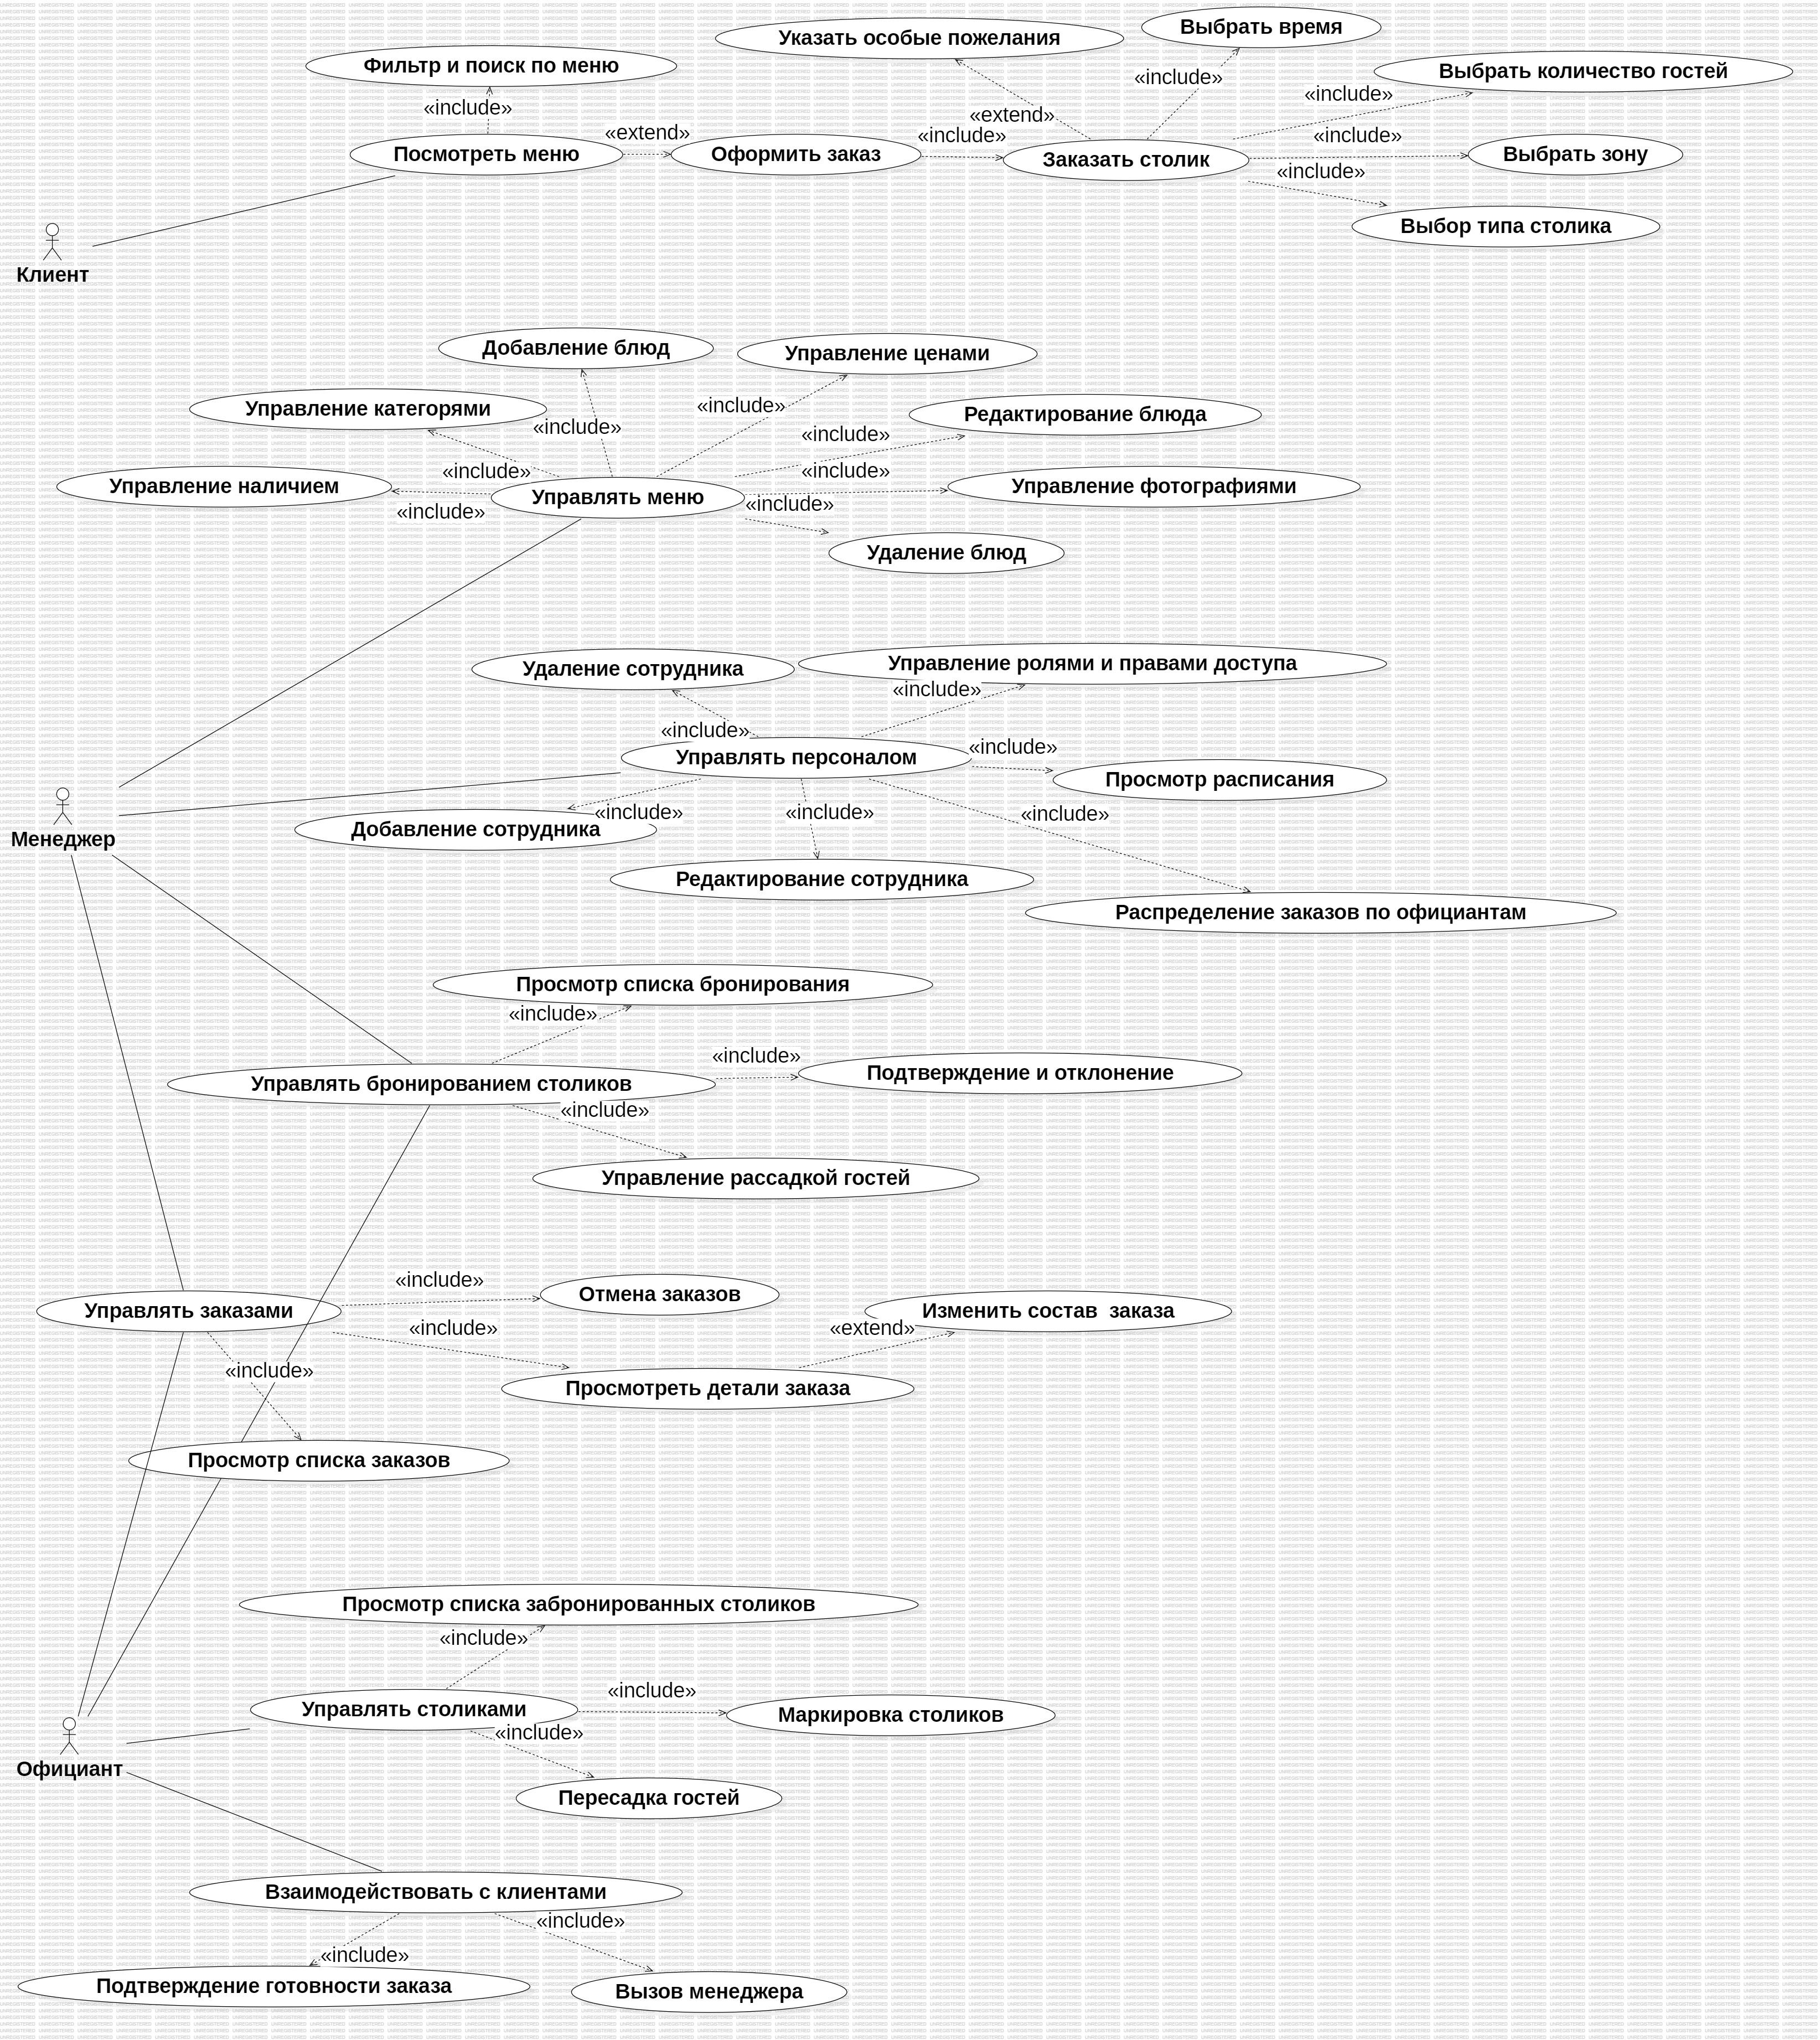 Выбрать время
Указать особые пожелания
Фильтр и поиск по меню
Выбрать количество гостей
«include»
«include»
«include»
«extend»
«extend»
«include»
«include»
Посмотреть меню
Оформить заказ
Заказать столик
Выбрать зону
«include»
Выбор типа столика
Клиент
Добавление блюд
Управление ценами
Управление категорями
«include»
Редактирование блюда
«include»
«include»
«include»
«include»
Управление наличием
Управлять меню
Управление фотографиями
«include»
«include»
Удаление блюд
Удаление сотрудника
Управление ролями и правами доступа
«include»
«include»
«include»
Управлять персоналом
Просмотр расписания
«include»
«include»
«include»
Добавление сотрудника
Менеджер
Редактирование сотрудника
Распределение заказов по официантам
Просмотр списка бронирования
«include»
«include»
Управлять бронированием столиков
Подтверждение и отклонение
«include»
Управление рассадкой гостей
«include»
Отмена заказов
Управлять заказами
Изменить состав  заказа
«include»
«extend»
«include»
Просмотреть детали заказа
Просмотр списка заказов
Просмотр списка забронированных столиков
«include»
«include»
Управлять столиками
Маркировка столиков
«include»
Официант
Пересадка гостей
Взаимодействовать с клиентами
«include»
«include»
Подтверждение готовности заказа
Вызов менеджера